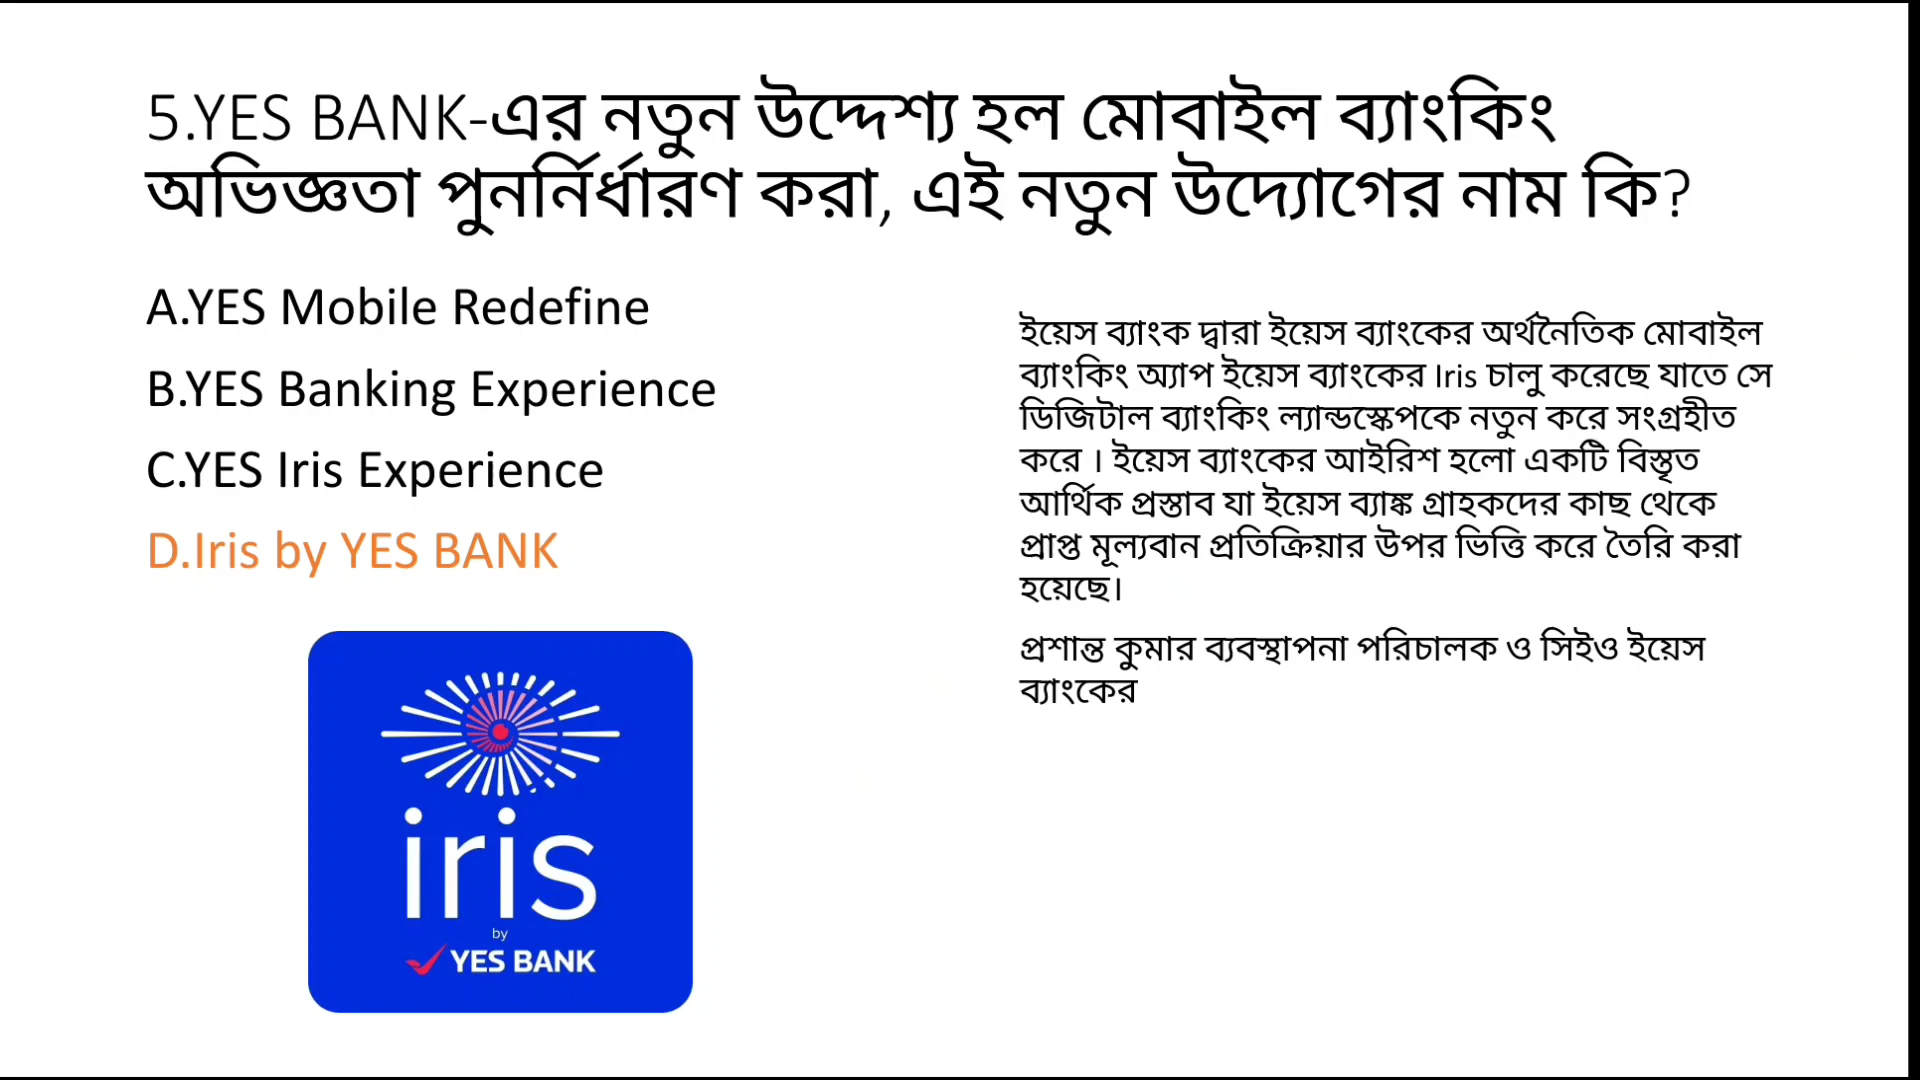 5.YES BANK-এর নতুন উদ্দেশ্য হল মোবাইল ব্যাংকিং
অভিজ্ঞতা পুনর্নির্ধারণ করা, এই নতুন উদ্যোগের নাম কি?
A.YES Mobile Redefine
B.YES Banking Experience
C.YES Iris Experience
D.Iris by YES BANK
iris
by
YES BANK
ইয়েস ব্যাংক দ্বারা ইয়েস ব্যাংকের অর্থনৈতিক মোবাইল
ব্যাংকিং অ্যাপ ইয়েস ব্যাংকের Iris চালু করেছে যাতে সে
ডিজিটাল ব্যাংকিং ল্যান্ডস্কেপকে নতুন করে সংগ্রহীত
করে । ইয়েস ব্যাংকের আইরিশ হলো একটি বিস্তৃত
আর্থিক প্রস্তাব যা ইয়েস ব্যাঙ্ক গ্রাহকদের কাছ থেকে
প্রাপ্ত মূল্যবান প্রতিক্রিয়ার উপর ভিত্তি করে তৈরি করা
হয়েছে।
প্রশান্ত কুমার ব্যবস্থাপনা পরিচালক ও সিইও ইয়েস
ব্যাংকের